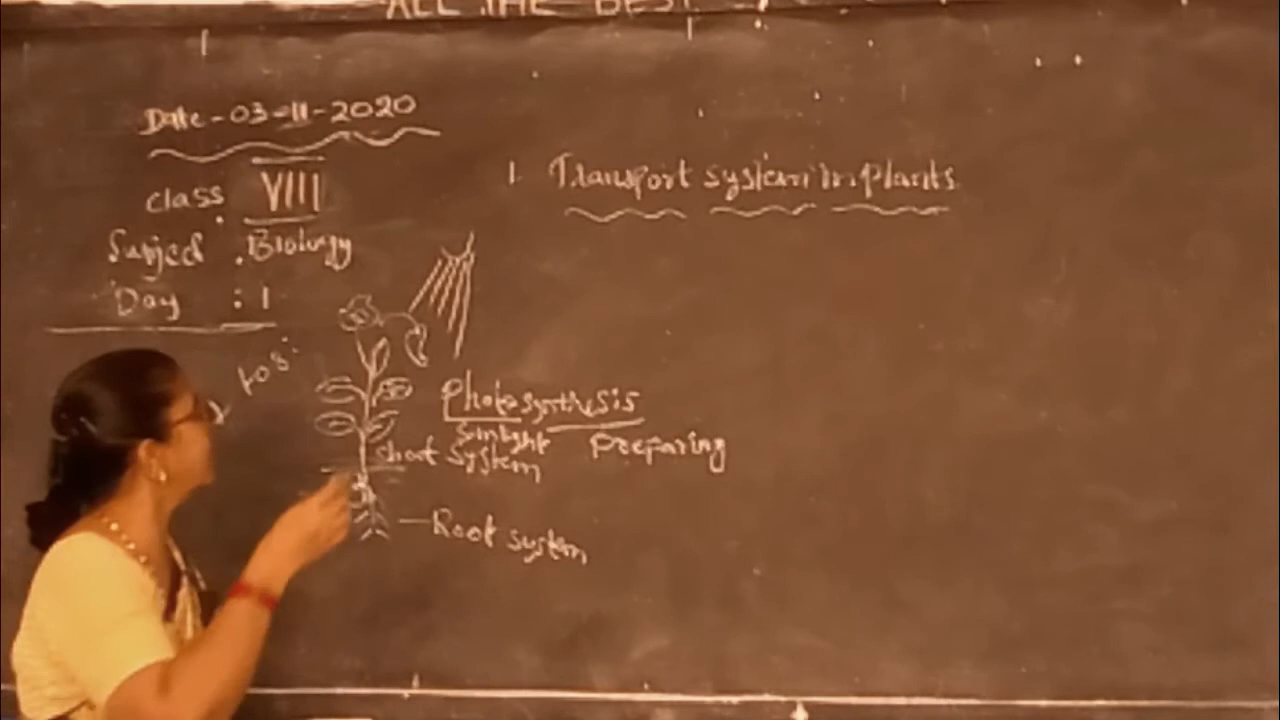 ALL THE BEST
Date-03-11-2020
class VIII
Subject : Biology
Day : 1
1. Transport system in plants
Photosynthesis
Sunlight preparing
Shoot system
Root system